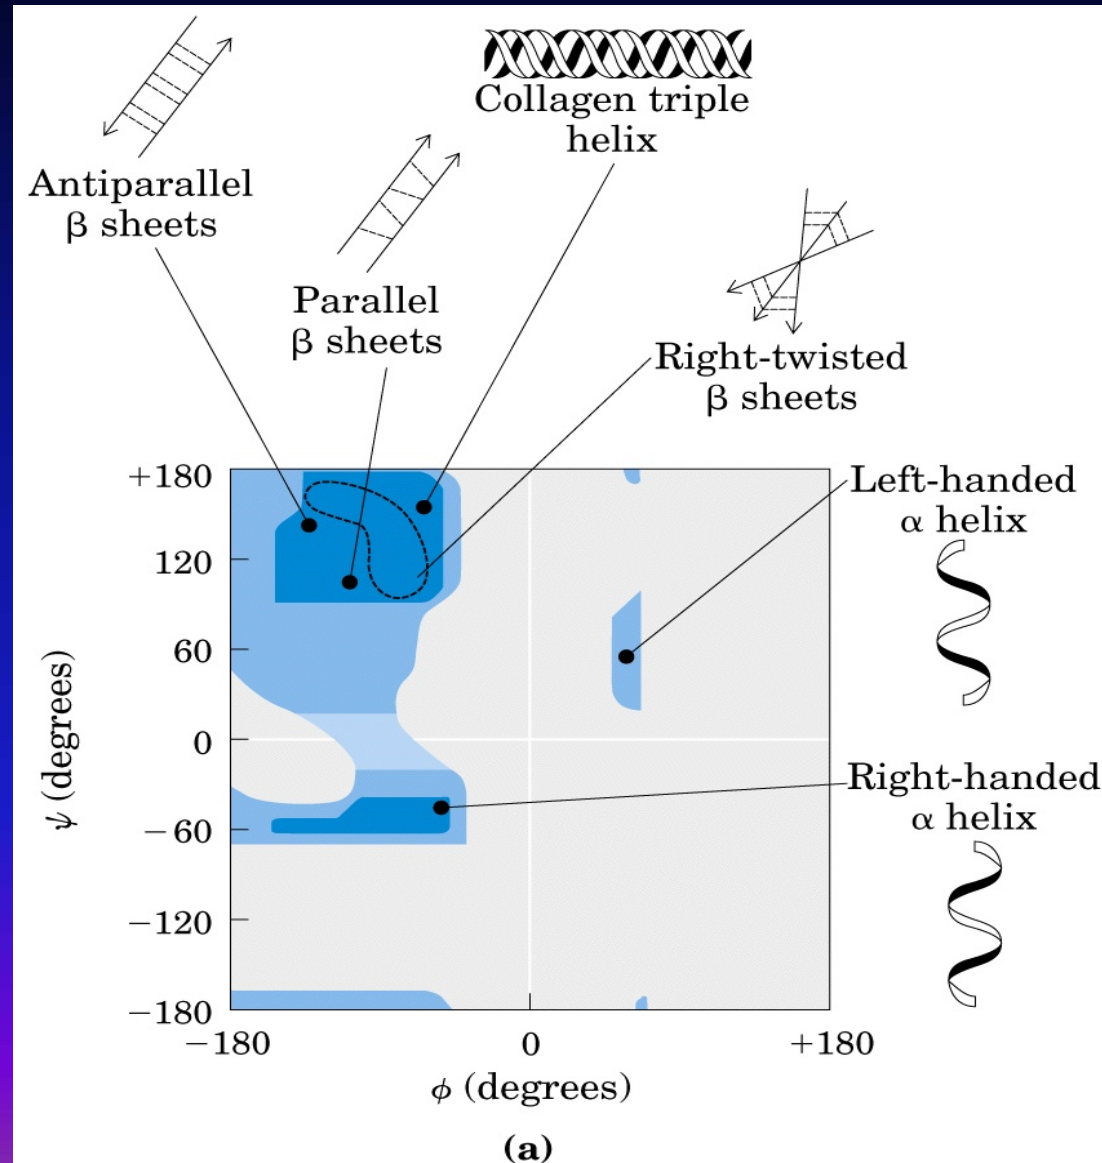 Collagen triple
helix
Antiparallel
β sheets
Parallel
β sheets
Right-twisted
β sheets
Left-handed
α helix
Right-handed
α helix
+180
120
60
0
−60
−120
−180
ψ (degrees)
−180
0
+180
ϕ (degrees)
(a)